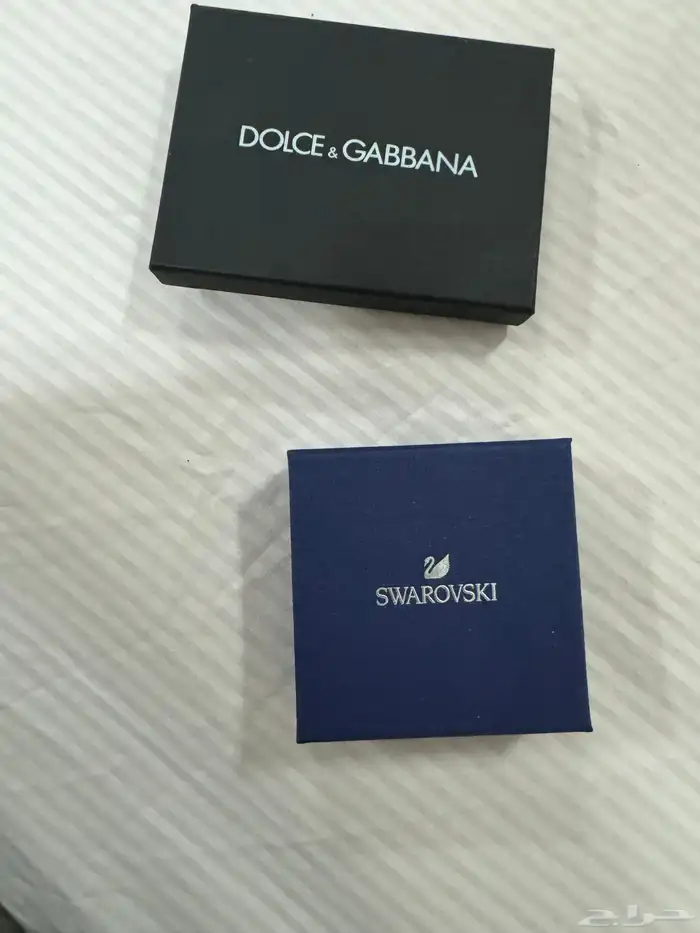 DOLCE & GABBANA
SWAROVSKI
حراج